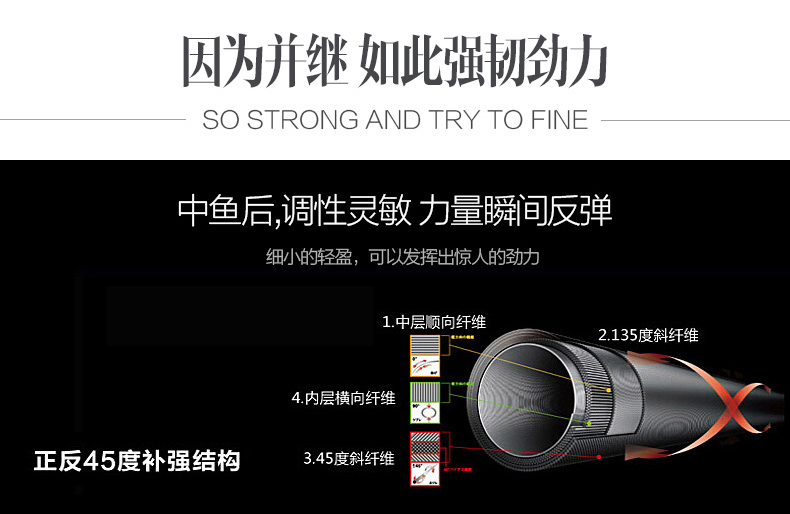 因为并继 如此强韧劲力
SO STRONG AND TRY TO FINE
中鱼后,调性灵敏 力量瞬间反弹
细小的轻盈，可以发挥出惊人的劲力
1.中层顺向纤维
2.135度斜纤维
0°
4.内层横向纤维
90°
正反45度补强结构
3.45度斜纤维